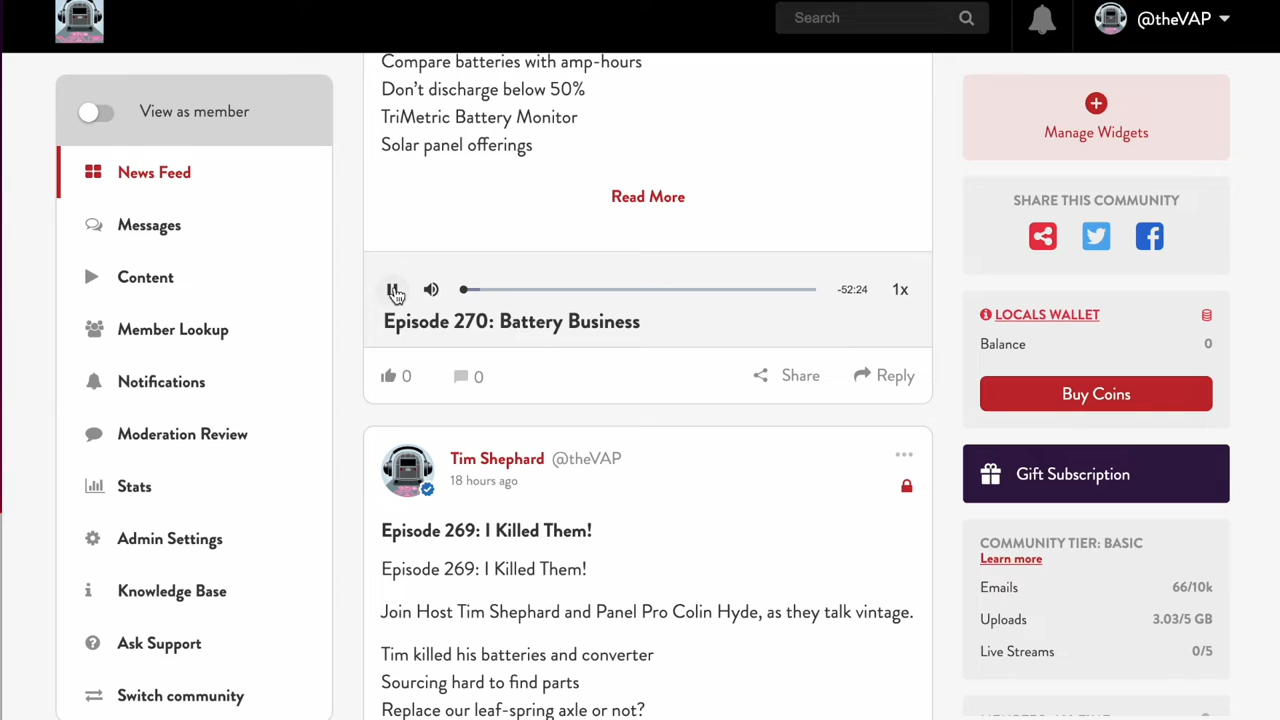 Search
@theVAP
View as member
News Feed
Messages
Content
Member Lookup
Notifications
Moderation Review
Stats
Admin Settings
Knowledge Base
Ask Support
Switch community
Compare batteries with amp-hours
Don't discharge below 50%
TriMetric Battery Monitor
Solar panel offerings
Read More
-52:24
1x
Episode 270: Battery Business
0
0
Share
Reply
Tim Shephard @theVAP
18 hours ago
Episode 269: I Killed Them!
Episode 269: I Killed Them!
Join Host Tim Shephard and Panel Pro Colin Hyde, as they talk vintage.
Tim killed his batteries and converter
Sourcing hard to find parts
Replace our leaf-spring axle or not?
Manage Widgets
SHARE THIS COMMUNITY
LOCALS WALLET
Balance 0
Buy Coins
Gift Subscription
COMMUNITY TIER: BASIC
Learn more
Emails 66/10k
Uploads 3.03/5 GB
Live Streams 0/5